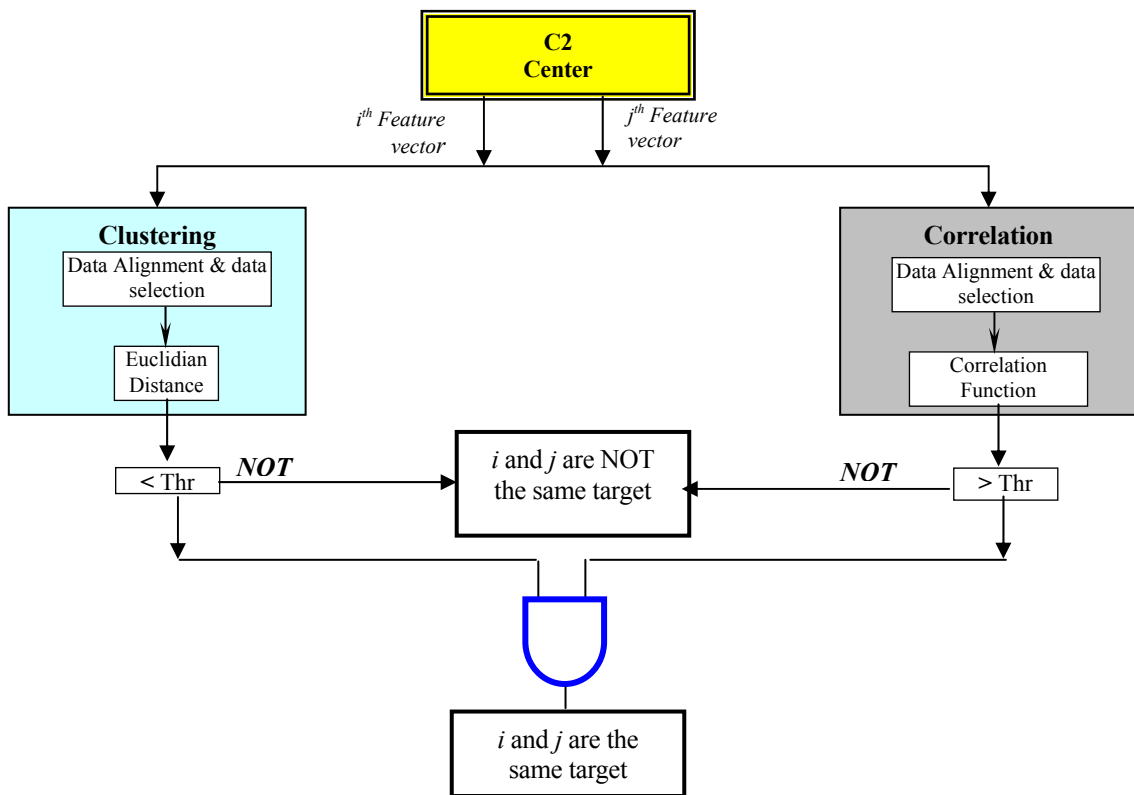 C2
Center
iᵗʰ Feature
vector
jᵗʰ Feature
vector
Clustering
Data Alignment & data
selection
Euclidian
Distance
Correlation
Data Alignment & data
selection
Correlation
Function
< Thr
NOT
i and j are NOT
the same target
NOT
> Thr
i and j are the
same target